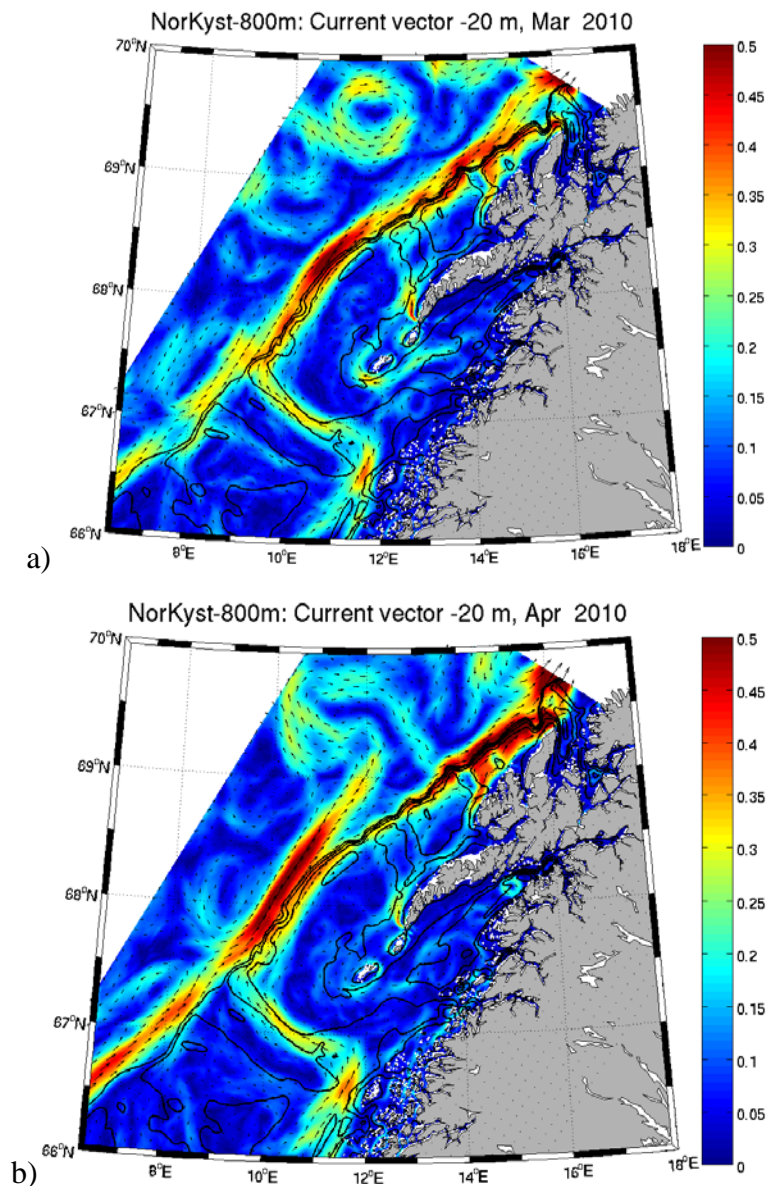 NorKyst-800m: Current vector -20 m, Mar 2010
70°N
69°N
68°N
67°N
66°N
8°E
10°E
12°E
14°E
16°E
18°E
0.5
0.45
0.4
0.35
0.3
0.25
0.2
0.15
0.1
0.05
0
a)
NorKyst-800m: Current vector -20 m, Apr 2010
70°N
69°N
68°N
67°N
66°N
8°E
10°E
12°E
14°E
16°E
18°E
0.5
0.45
0.4
0.35
0.3
0.25
0.2
0.15
0.1
0.05
0
b)